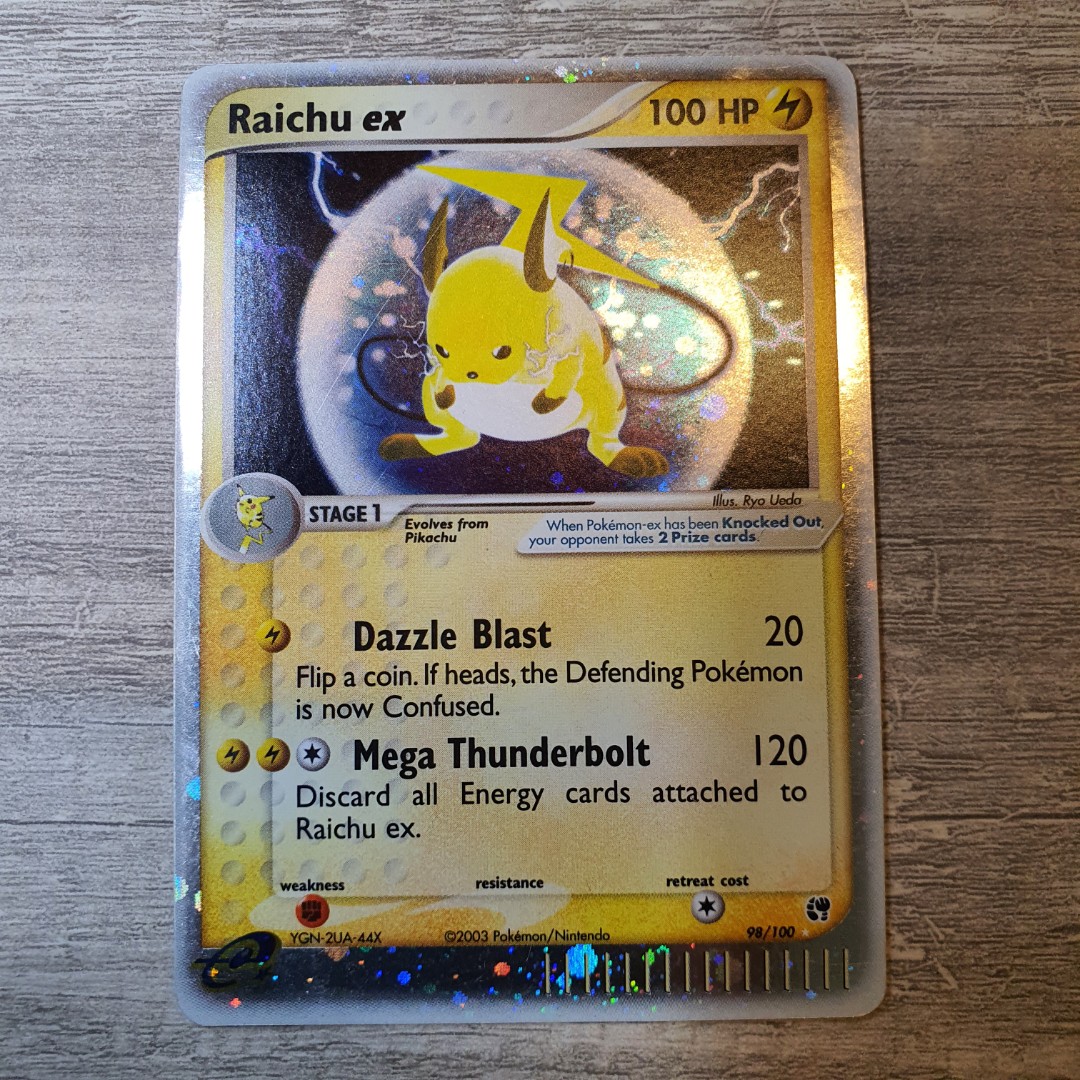 Raichu ex
100 HP
Illus. Ryo Ueda
STAGE 1
Evolves from
Pikachu
When Pokémon-ex has been Knocked Out,
your opponent takes 2 Prize cards.
Dazzle Blast 20
Flip a coin. If heads, the Defending Pokémon
is now Confused.
Mega Thunderbolt 120
Discard all Energy cards attached to
Raichu ex.
weakness resistance retreat cost
YGN-2UA-44X ©2003 Pokémon/Nintendo 98/100
e